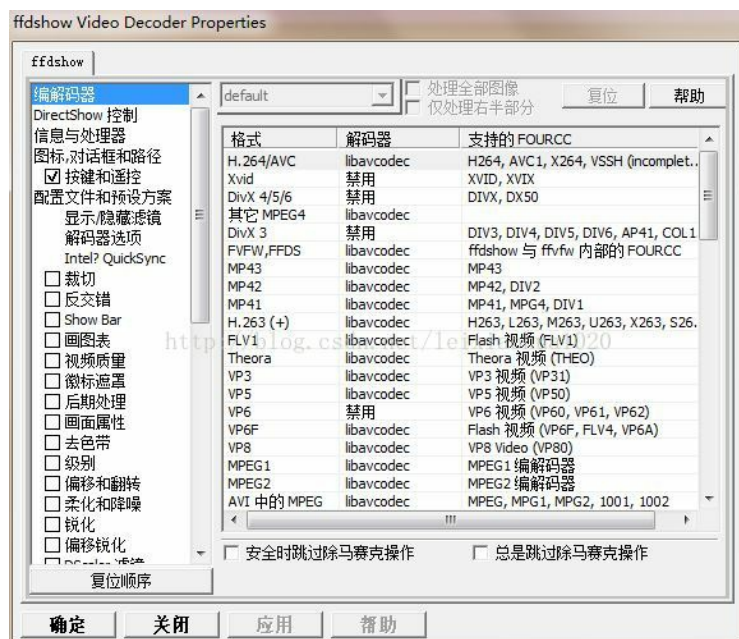 ffdshow Video Decoder Properties
ffdshow
编解码器
DirectShow 控制
信息与处理器
图标,对话框和路径
按键和遥控
配置文件和预设方案
显示/隐藏滤镜
解码器选项
Intel? QuickSync
裁切
反交错
Show Bar
画图表
视频质量
徽标遮罩
后期处理
画面属性
去色带
级别
偏移和翻转
柔化和降噪
锐化
偏移锐化
DScaler 滤镜
复位顺序
default
处理全部图像
仅处理右半部分
复位
帮助
格式 解码器 支持的 FOURCC
H.264/AVC libavcodec H264, AVC1, X264, VSSH (incomplet..
Xvid 禁用 XVID, XVIX
DivX 4/5/6 禁用 DIVX, DX50
其它 MPEG4 libavcodec
DivX 3 禁用 DIV3, DIV4, DIV5, DIV6, AP41, COL1
FVFW,FFDS libavcodec ffdshow 与 ffvfw 内部的 FOURCC
MP43 libavcodec MP43
MP42 libavcodec MP42, DIV2
MP41 libavcodec MP41, MPG4, DIV1
H.263 (+) libavcodec H263, L263, M263, U263, X263, S26.
FLV1 libavcodec Flash 视频 (FLV1)
Theora libavcodec Theora 视频 (THEO)
VP3 libavcodec VP3 视频 (VP31)
VP5 libavcodec VP5 视频 (VP50)
VP6 禁用 VP6 视频 (VP60, VP61, VP62)
VP6F libavcodec Flash 视频 (VP6F, FLV4, VP6A)
VP8 libavcodec VP8 Video (VP80)
MPEG1 libavcodec MPEG1 编解码器
MPEG2 libavcodec MPEG2 编解码器
AVI 中的 MPEG libavcodec MPEG, MPG1, MPG2, 1001, 1002
安全时跳过除马赛克操作
总是跳过除马赛克操作
确定
关闭
应用
帮助